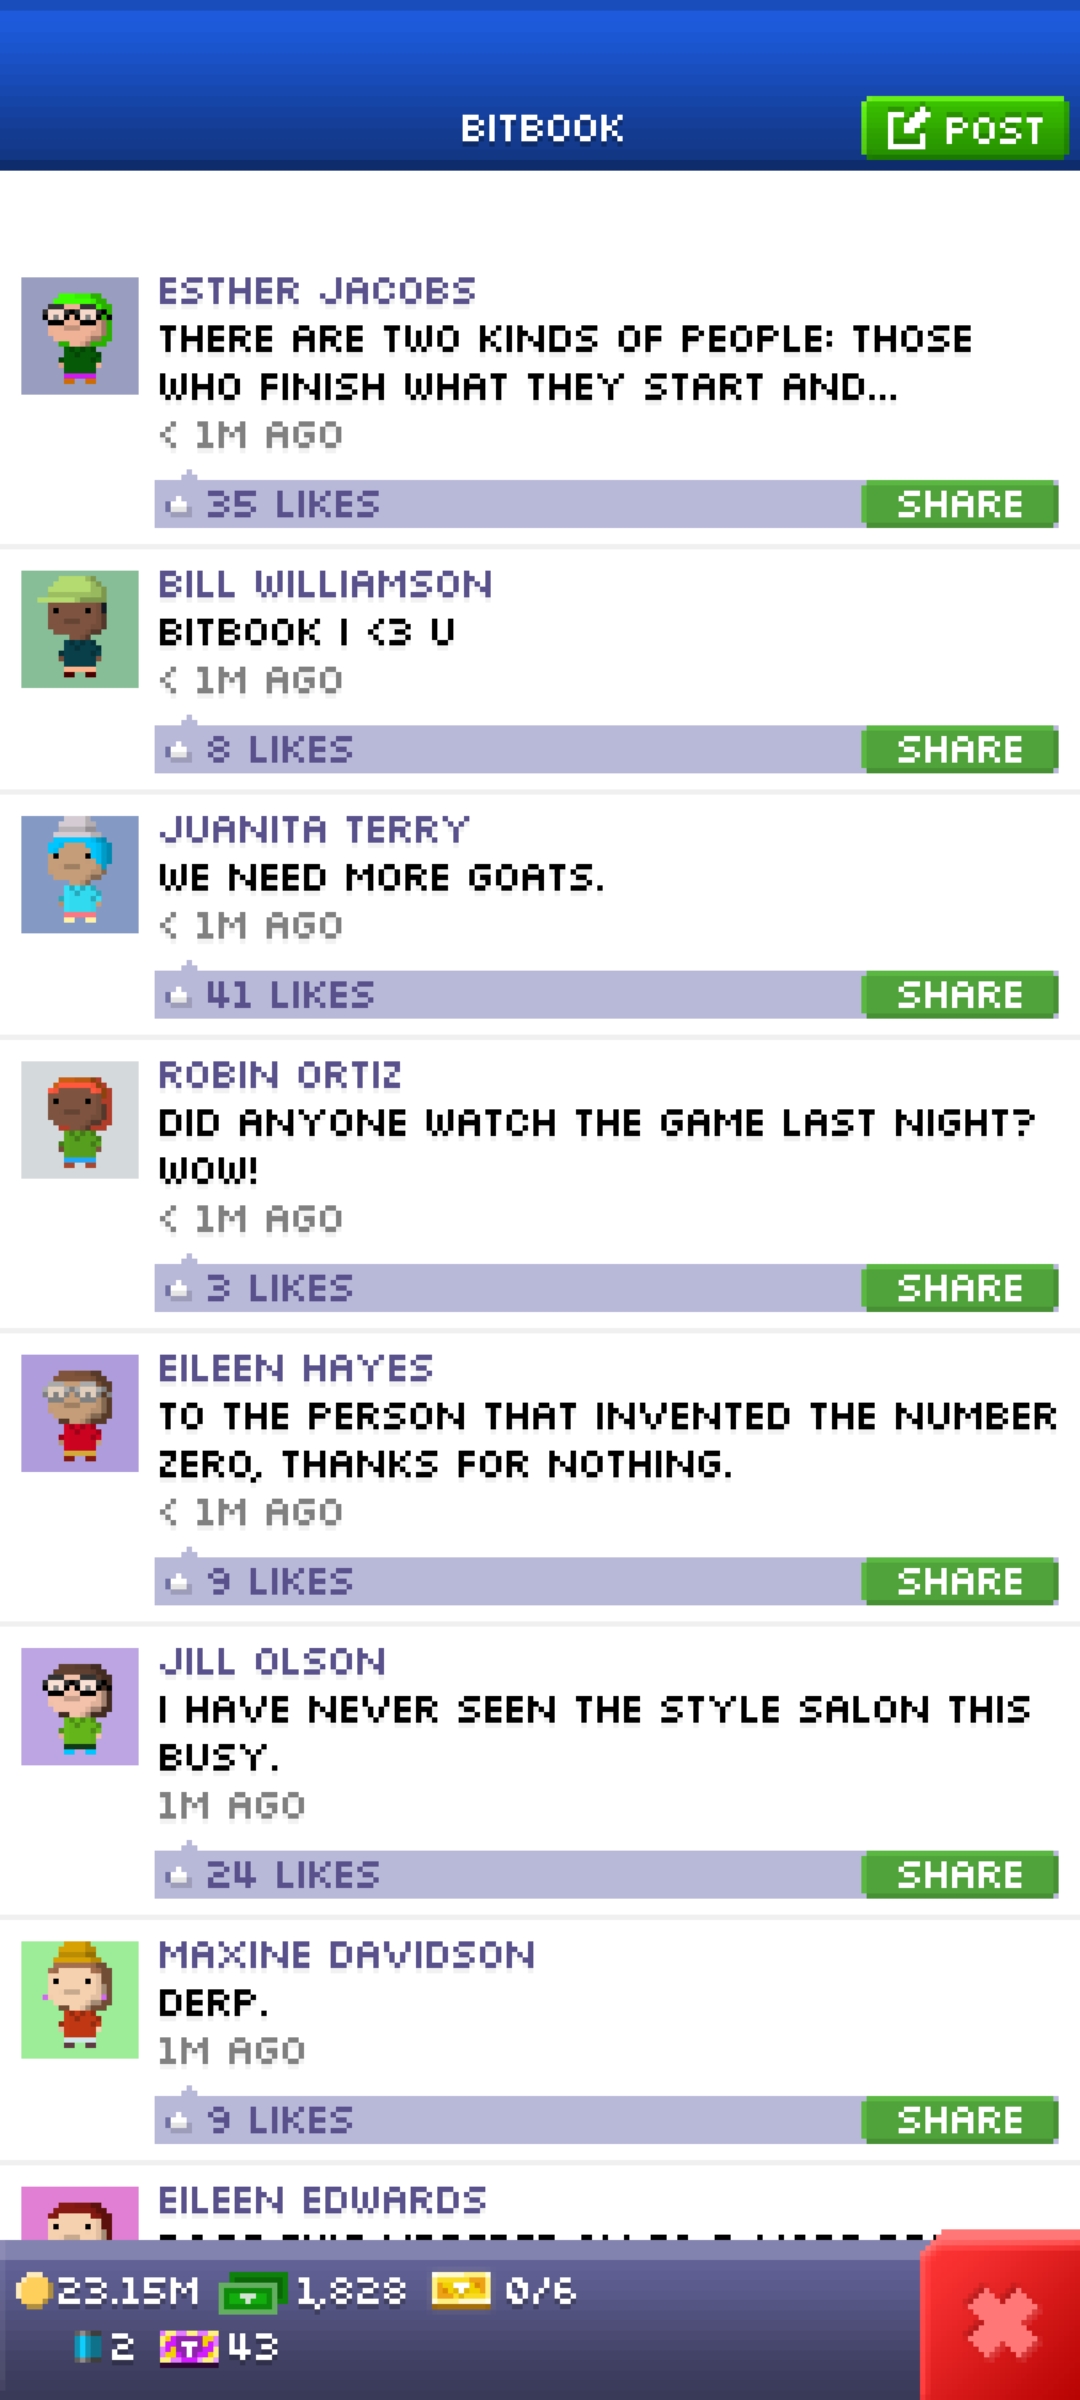 BITBOOK
POST
ESTHER JACOBS
THERE ARE TWO KINDS OF PEOPLE: THOSE
WHO FINISH WHAT THEY START AND...
< 1M AGO
35 LIKES
SHARE
BILL WILLIAMSON
BITBOOK I <3 U
< 1M AGO
8 LIKES
SHARE
JUANITA TERRY
WE NEED MORE GOATS.
< 1M AGO
41 LIKES
SHARE
ROBIN ORTIZ
DID ANYONE WATCH THE GAME LAST NIGHT?
WOW!
< 1M AGO
3 LIKES
SHARE
EILEEN HAYES
TO THE PERSON THAT INVENTED THE NUMBER
ZERO, THANKS FOR NOTHING.
< 1M AGO
9 LIKES
SHARE
JILL OLSON
I HAVE NEVER SEEN THE STYLE SALON THIS
BUSY.
1M AGO
24 LIKES
SHARE
MAXINE DAVIDSON
DERP.
1M AGO
9 LIKES
SHARE
EILEEN EDWARDS
23.15M 1,828 0/6
2 T 43